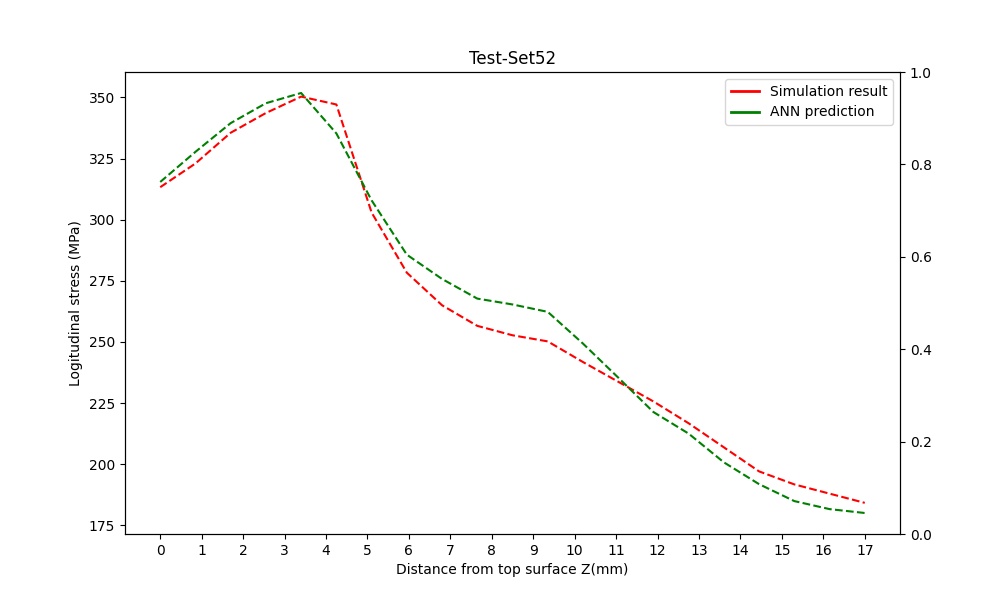 Test-Set52
Simulation result
ANN prediction
350
325
300
275
250
225
200
175
Logitudinal stress (MPa)
1.0
0.8
0.6
0.4
0.2
0.0
0 1 2 3 4 5 6 7 8 9 10 11 12 13 14 15 16 17
Distance from top surface Z(mm)